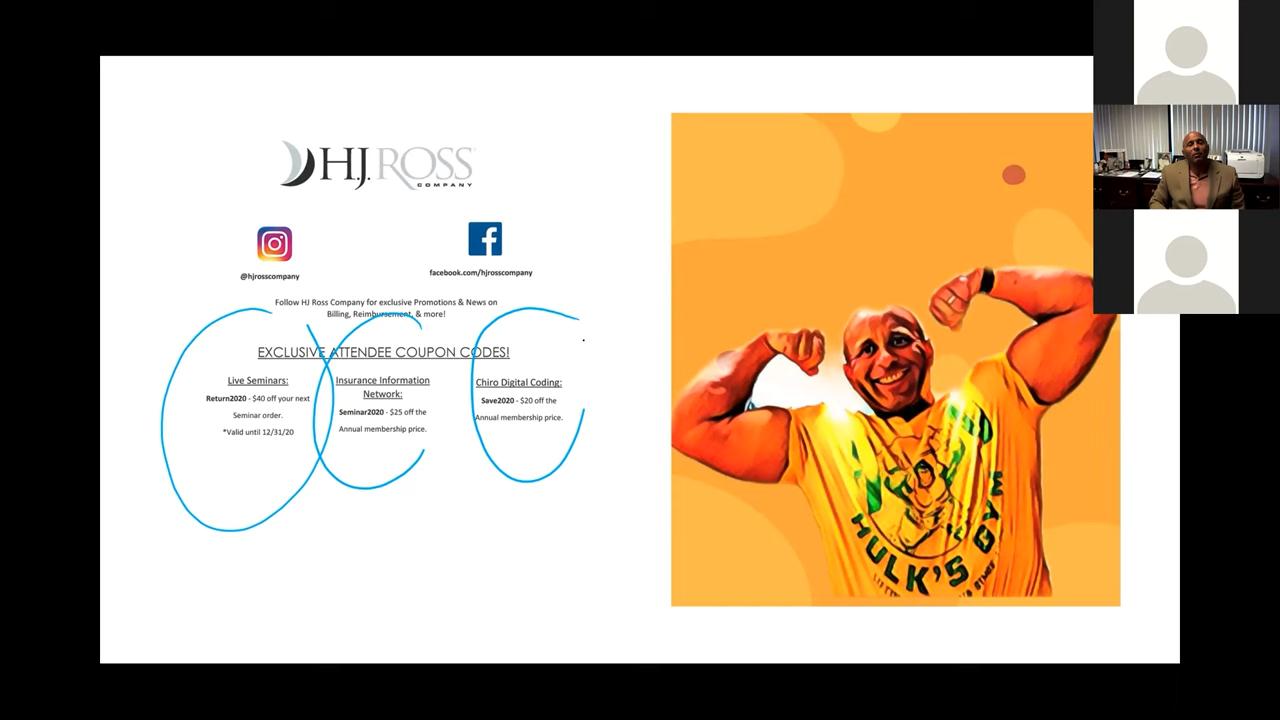 H.J. ROSS
COMPANY
@hjrosscompany
facebook.com/hjrosscompany
Follow HJ Ross Company for exclusive Promotions & News on
Billing, Reimbursement, & more!
EXCLUSIVE ATTENDEE COUPON CODES!
Live Seminars:
Return2020 - $40 off your next
Seminar order.
*Valid until 12/31/20
Insurance Information
Network:
Seminar2020 - $25 off the
Annual membership price.
Chiro Digital Coding:
Save2020 - $20 off the
Annual membership price.
HULK'S GYM